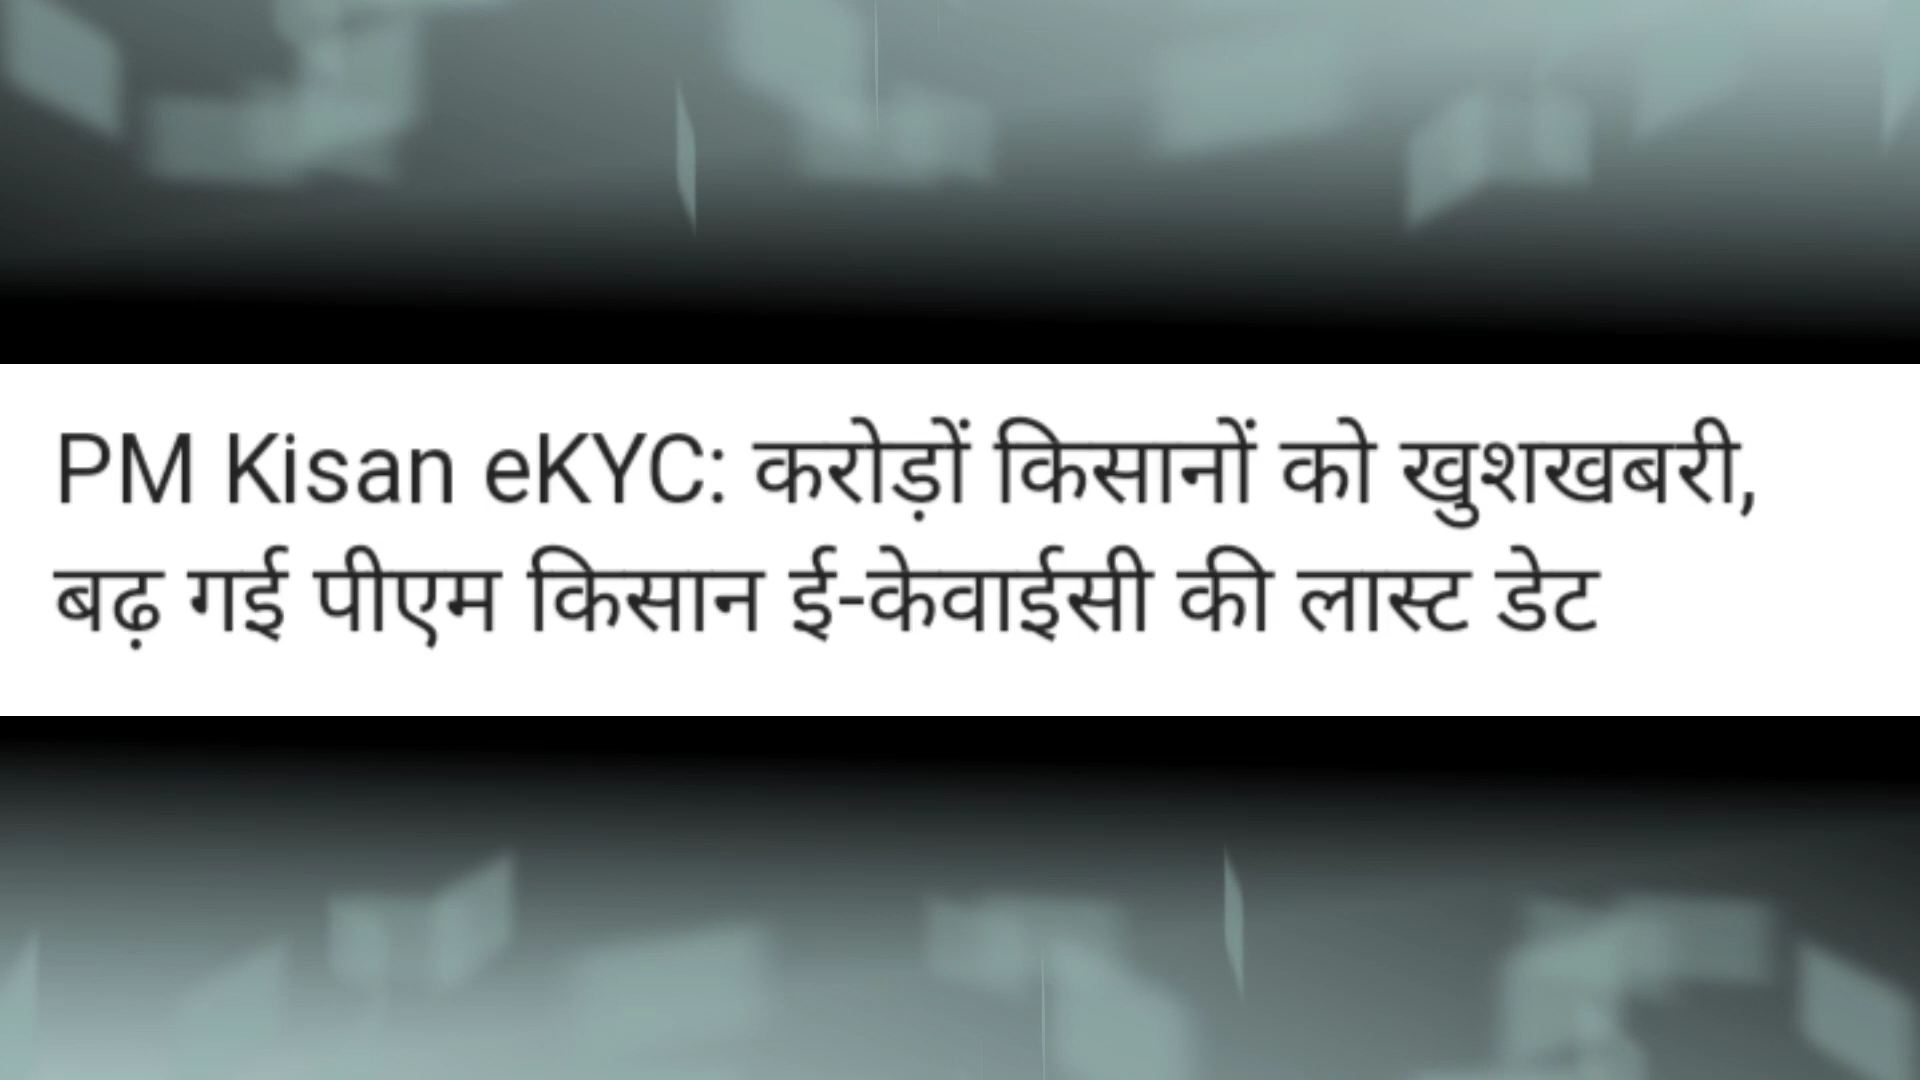 PM Kisan eKYC: करोड़ों किसानों को खुशखबरी,
बढ़ गई पीएम किसान ई-केवाईसी की लास्ट डेट